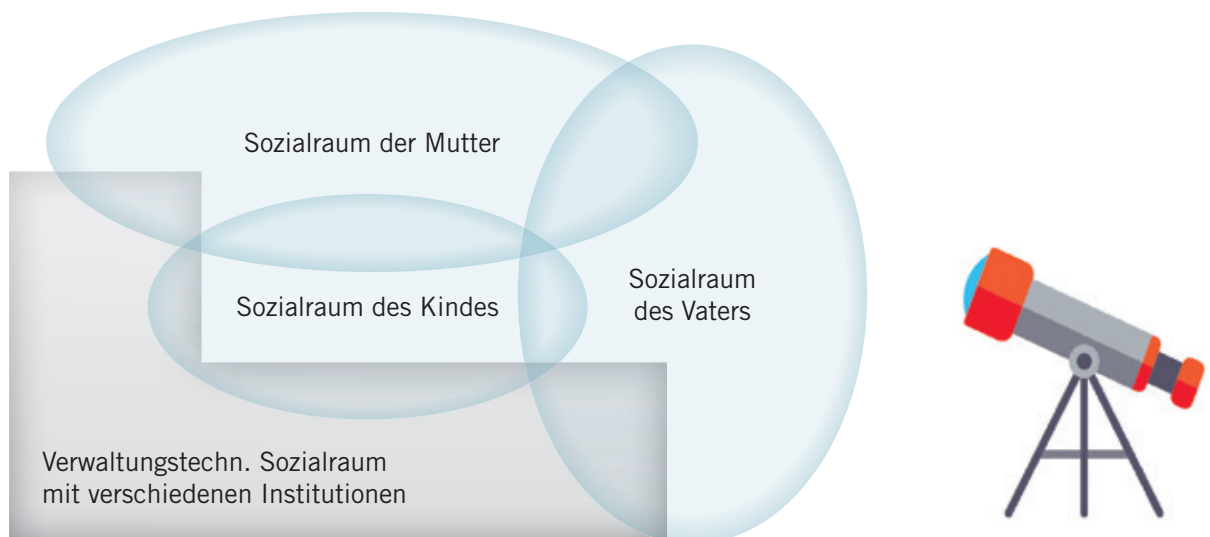 Sozialraum der Mutter
Sozialraum des Kindes
Sozialraum
des Vaters
Verwaltungstechn. Sozialraum
mit verschiedenen Institutionen